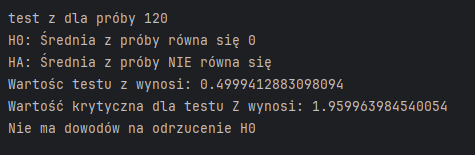 test z dla próby 120
H0: Średnia z próby równa się 0
HA: Średnia z próby NIE równa się
Wartośc testu z wynosi: 0.4999412883098094
Wartość krytyczna dla testu Z wynosi: 1.959963984540054
Nie ma dowodów na odrzucenie H0